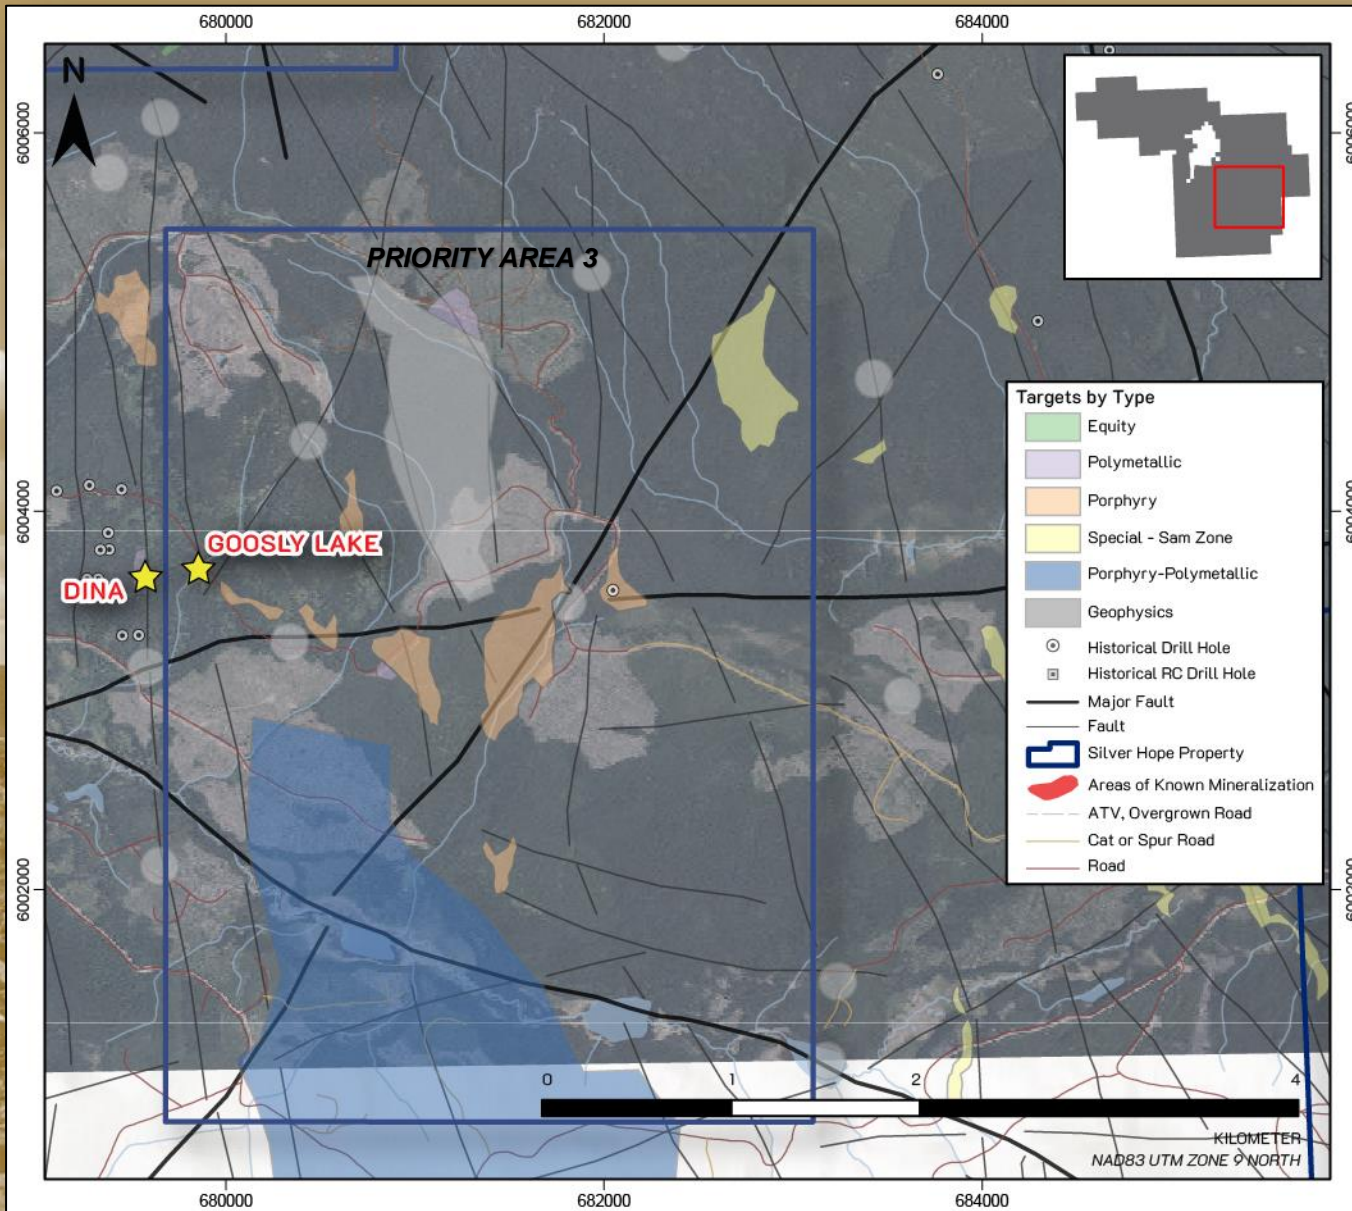 680000
682000
684000
N
6006000
6006000
PRIORITY AREA 3
Targets by Type
Equity
Polymetallic
Porphyry
Special - Sam Zone
Porphyry-Polymetallic
Geophysics
Historical Drill Hole
Historical RC Drill Hole
Major Fault
Fault
Silver Hope Property
Areas of Known Mineralization
ATV, Overgrown Road
Cat or Spur Road
Road
6004000
GOOSLY LAKE
DINA
6002000
0
1
2
4
KILOMETER
NAD83 UTM ZONE 9 NORTH
680000
682000
684000